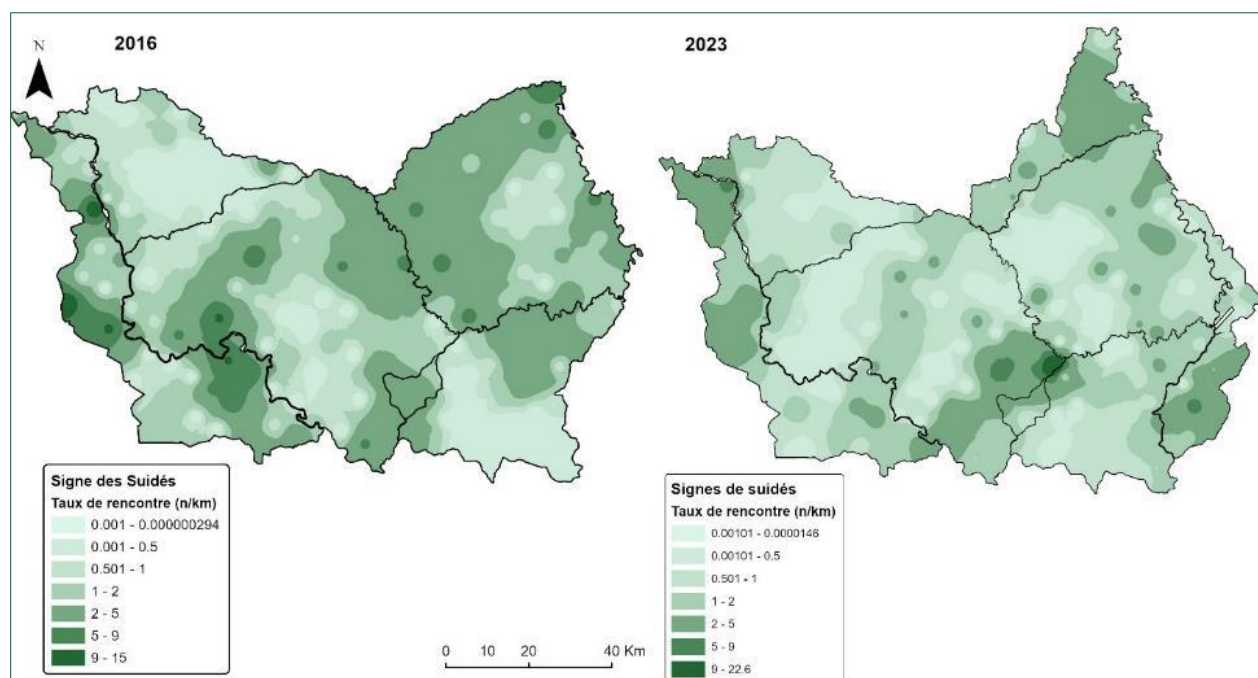 2016
2023
N
Signe des Suidés
Taux de rencontre (n/km)
0.001 - 0.000000294
0.001 - 0.5
0.501 - 1
1 - 2
2 - 5
5 - 9
9 - 15
0 10 20 40 Km
Signes de suidés
Taux de rencontre (n/km)
0.00101 - 0.0000146
0.00101 - 0.5
0.501 - 1
1 - 2
2 - 5
5 - 9
9 - 22.6